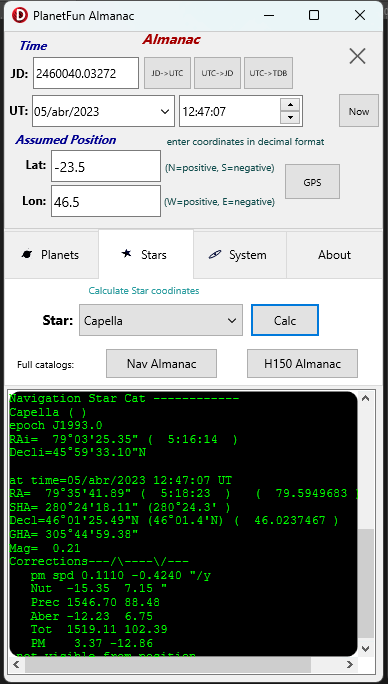 PlanetFun Almanac
Almanac
Time
JD: 2460040.03272 JD->UTC UTC->JD UTC->TDB
UT: 05/abr/2023 12:47:07 Now
Assumed Position enter coordinates in decimal format
Lat: -23.5 (N=positive, S=negative)
GPS
Lon: 46.5 (W=positive, E=negative)
Planets Stars System About
Calculate Star coodinates
Star: Capella Calc
Full catalogs: Nav Almanac H150 Almanac
Navigation Star Cat ------------
Capella ( )
epoch J1993.0
RAi=  79°03'25.35" (  5:16:14  )
Decli=45°59'33.10"N
at time=05/abr/2023 12:47:07 UT
RA=  79°35'41.89" ( 5:18:23  )   (  79.5949683 )
SHA= 280°24'18.11" (280°24.3' )
Decl=46°01'25.49"N (46°01.4'N) (  46.0237467 )
GHA= 305°44'59.38"
Mag=  0.21
Corrections---/\----\/---
pm spd 0.1110 -0.4240 "/y
Nut  -15.35  7.15 "
Prec 1546.70 88.48
Aber -12.23  6.75
Tot  1519.11 102.39
PM     3.37 -12.86
not visible from position